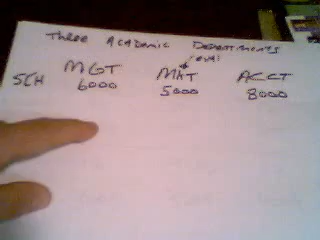 THREE ACADEMIC DEPARTMENTS
MGT MKT ACCT
SCH 6000 5000 8000